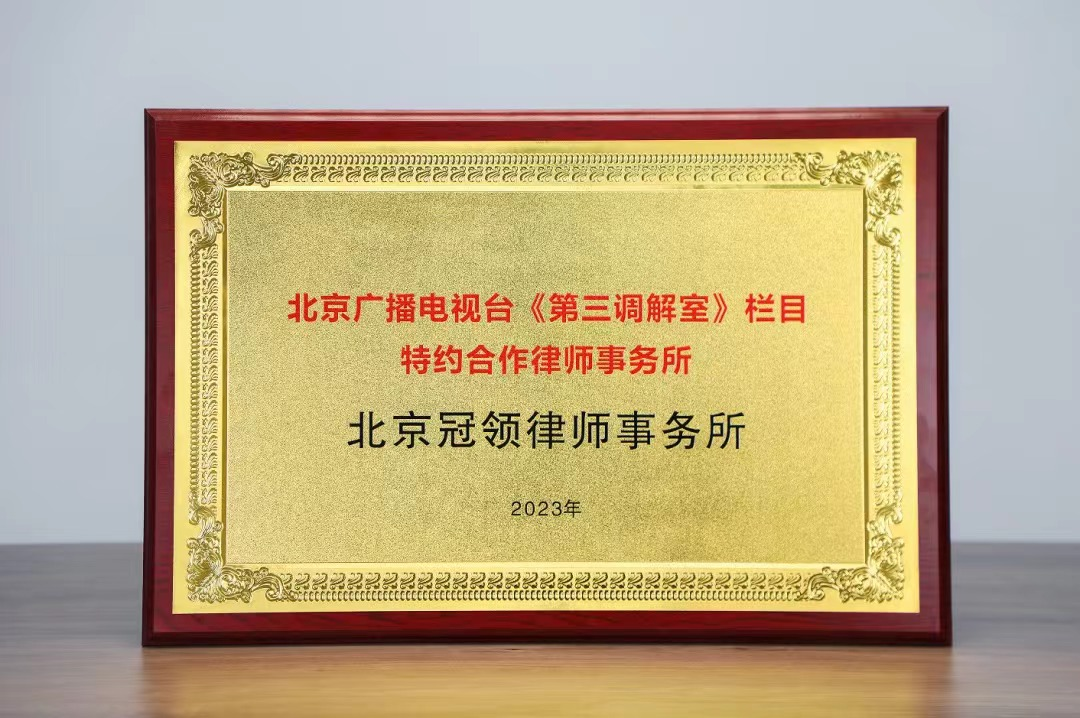 北京广播电视台《第三调解室》栏目
特约合作律师事务所
北京冠领律师事务所
2023年